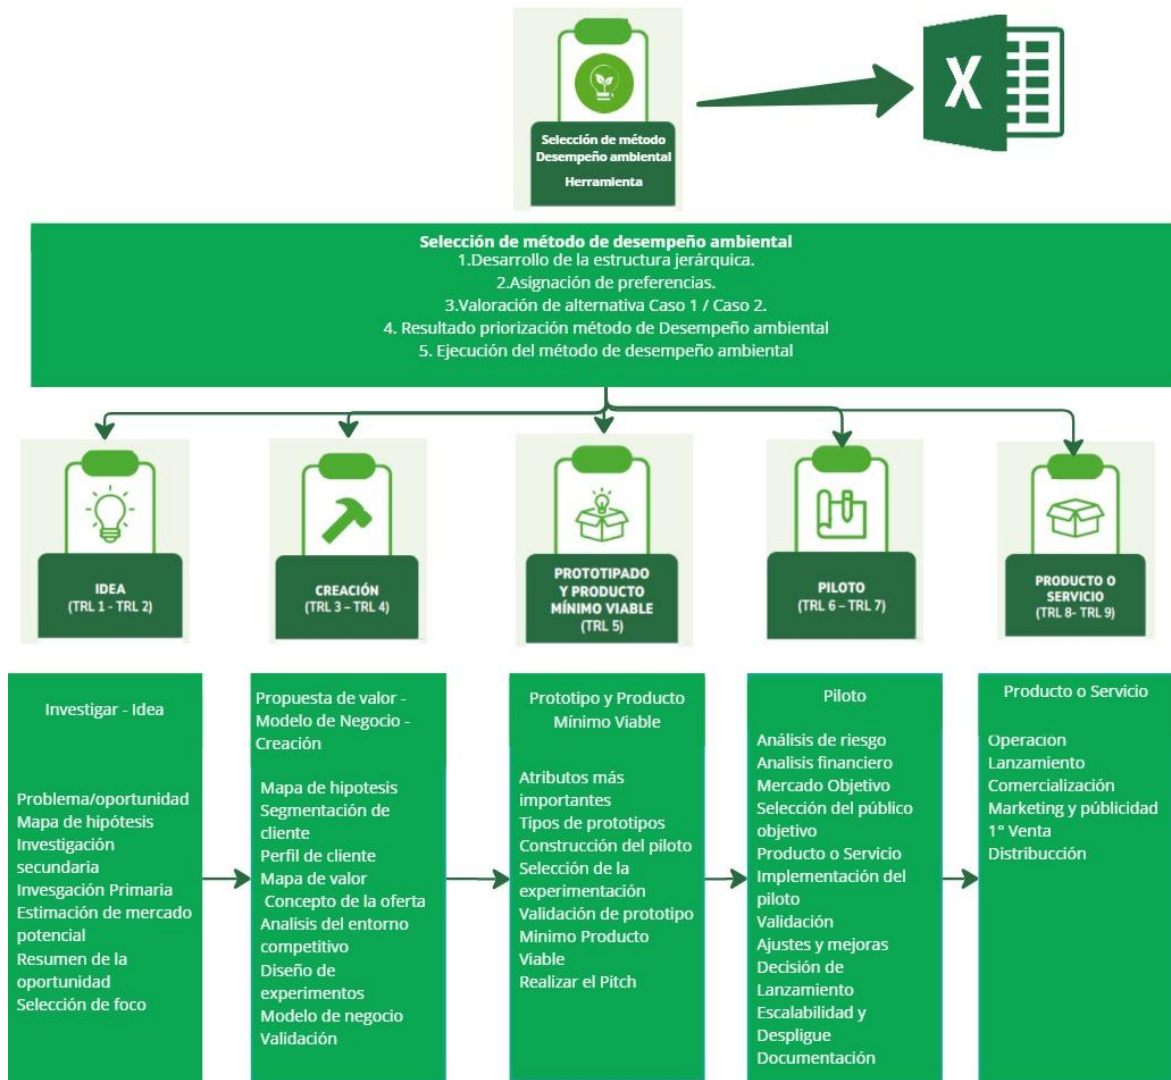 Selección de método
Desempeño ambiental
Herramienta
X
Selección de método de desempeño ambiental
1.Desarrollo de la estructura jerárquica.
2.Asignación de preferencias.
3.Valoración de alternativa Caso 1 / Caso 2.
4. Resultado priorización método de Desempeño ambiental
5. Ejecución del método de desempeño ambiental
IDEA
(TRL 1 - TRL 2)
CREACIÓN
(TRL 3 – TRL 4)
PROTOTIPADO
Y PRODUCTO
MÍNIMO VIABLE
(TRL 5)
PILOTO
(TRL 6 – TRL 7)
PRODUCTO O
SERVICIO
(TRL 8- TRL 9)
Investigar - Idea
Problema/oportunidad
Mapa de hipótesis
Investigación
secundaria
Invesgación Primaria
Estimación de mercado
potencial
Resumen de la
oportunidad
Selección de foco
Propuesta de valor -
Modelo de Negocio -
Creación
Mapa de hipotesis
Segmentación de
cliente
Perfil de cliente
Mapa de valor
Concepto de la oferta
Analisis del entorno
competitivo
Diseño de
experimentos
Modelo de negocio
Validación
Prototipo y Producto
Mínimo Viable
Atributos más
importantes
Tipos de prototipos
Construcción del piloto
Selección de la
experimentación
Validación de prototipo
Minimo Producto
Viable
Realizar el Pitch
Piloto
Análisis de riesgo
Analisis financiero
Mercado Objetivo
Selección del público
objetivo
Producto o Servicio
Implementación del
piloto
Validación
Ajustes y mejoras
Decisión de
Lanzamiento
Escalabilidad y
Despligue
Documentación
Producto o Servicio
Operación
Lanzamiento
Comercialización
Marketing y públicidad
1° Venta
Distribucción